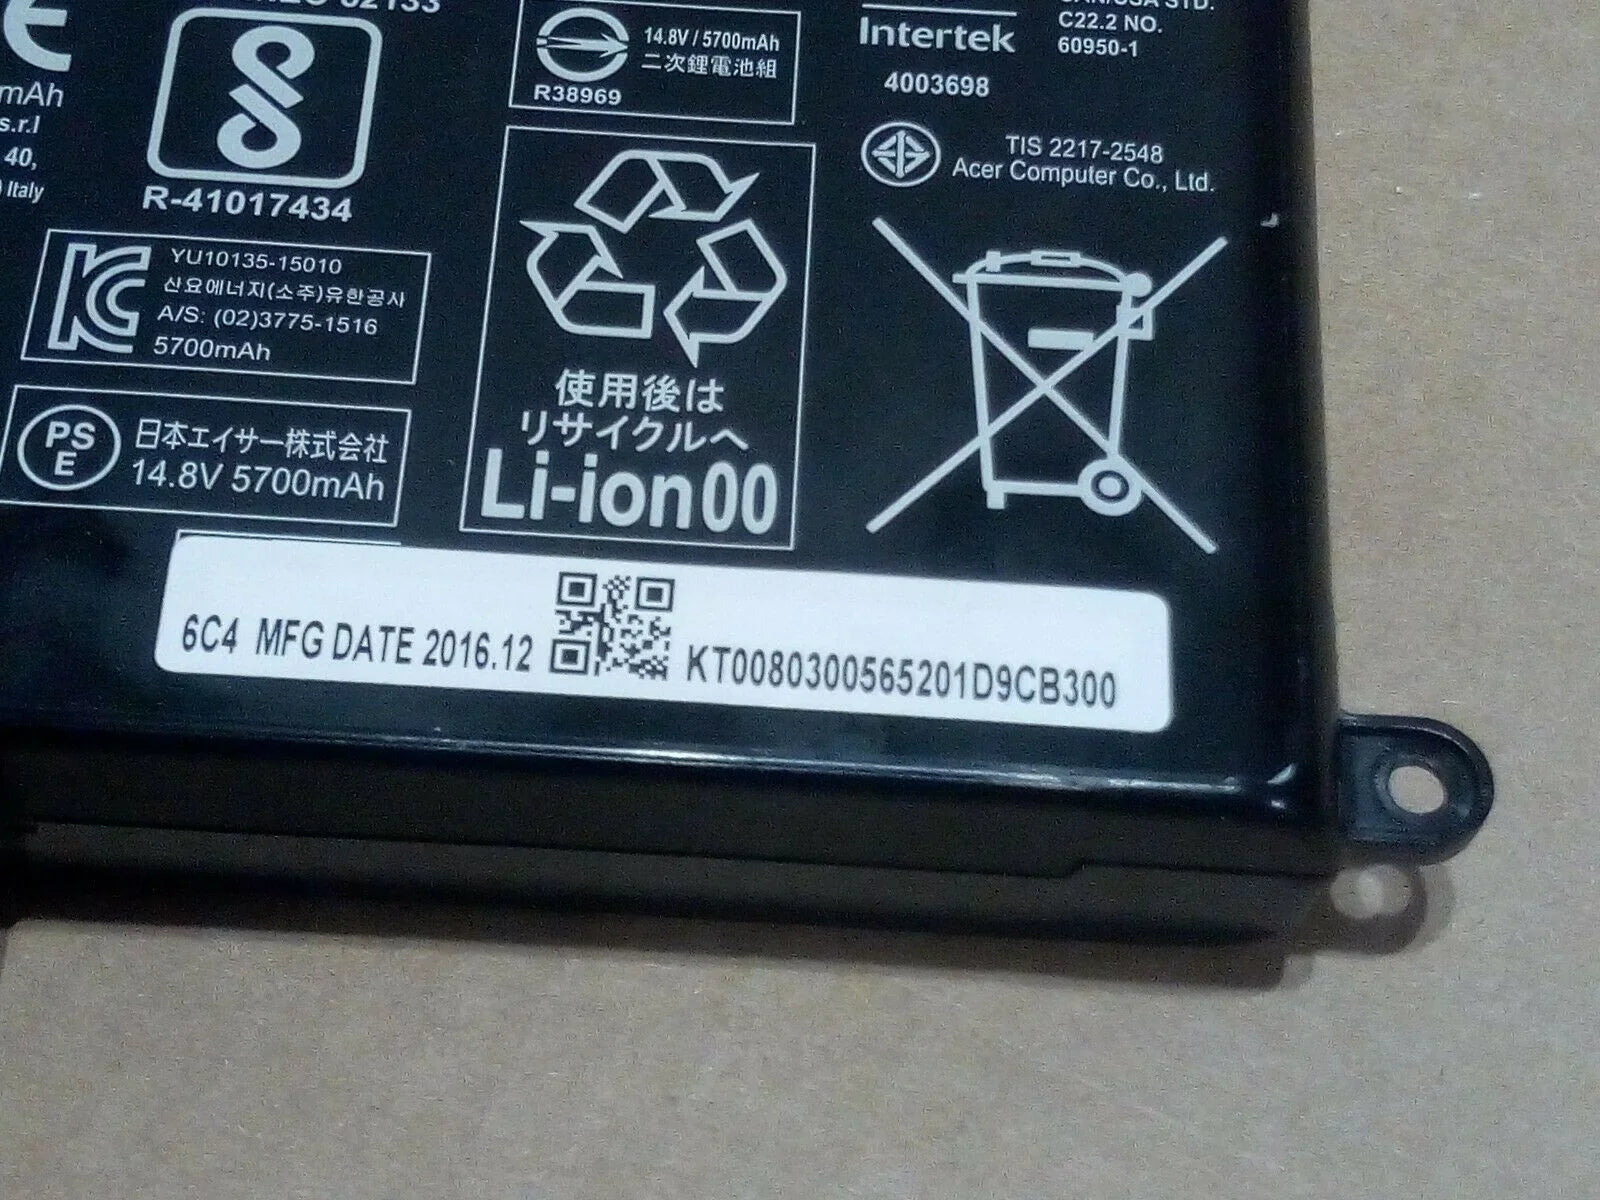 mAh
s.r.l
40,
Italy
R-41017434
14.8V / 5700mAh
二次鋰電池組
R38969
C22.2 NO.
60950-1
Intertek
4003698
TIS 2217-2548
Acer Computer Co., Ltd.
YU10135-15010
산요에너지(소주)유한공사
A/S: (02)3775-1516
5700mAh
PS
E
日本エイサー株式会社
14.8V 5700mAh
使用後は
リサイクルへ
Li-ion00
6C4 MFG DATE 2016.12
KT0080300565201D9CB300